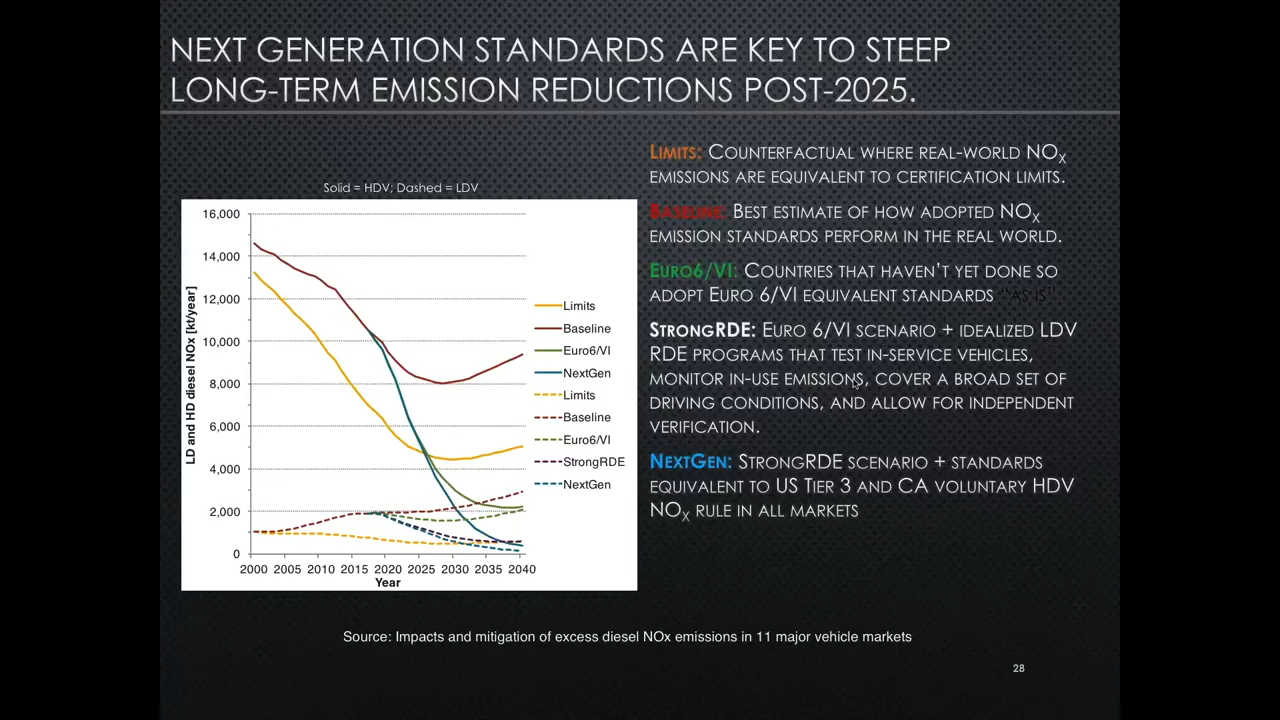 NEXT GENERATION STANDARDS ARE KEY TO STEEP
LONG-TERM EMISSION REDUCTIONS POST-2025.
Solid = HDV; Dashed = LDV
LD and HD diesel NOx [kt/year]
16,000
14,000
12,000
10,000
8,000
6,000
4,000
2,000
0
2000 2005 2010 2015 2020 2025 2030 2035 2040
Year
Limits
Baseline
Euro6/VI
NextGen
Limits
Baseline
Euro6/VI
StrongRDE
NextGen
LIMITS: COUNTERFACTUAL WHERE REAL-WORLD NOX
EMISSIONS ARE EQUIVALENT TO CERTIFICATION LIMITS.
BASELINE: BEST ESTIMATE OF HOW ADOPTED NOX
EMISSION STANDARDS PERFORM IN THE REAL WORLD.
EURO6/VI: COUNTRIES THAT HAVEN'T YET DONE SO
ADOPT EURO 6/VI EQUIVALENT STANDARDS "AS IS"
STRONGRDE: EURO 6/VI SCENARIO + IDEALIZED LDV
RDE PROGRAMS THAT TEST IN-SERVICE VEHICLES,
MONITOR IN-USE EMISSIONS, COVER A BROAD SET OF
DRIVING CONDITIONS, AND ALLOW FOR INDEPENDENT
VERIFICATION.
NEXTGEN: STRONGRDE SCENARIO + STANDARDS
EQUIVALENT TO US TIER 3 AND CA VOLUNTARY HDV
NOX RULE IN ALL MARKETS
Source: Impacts and mitigation of excess diesel NOx emissions in 11 major vehicle markets
28